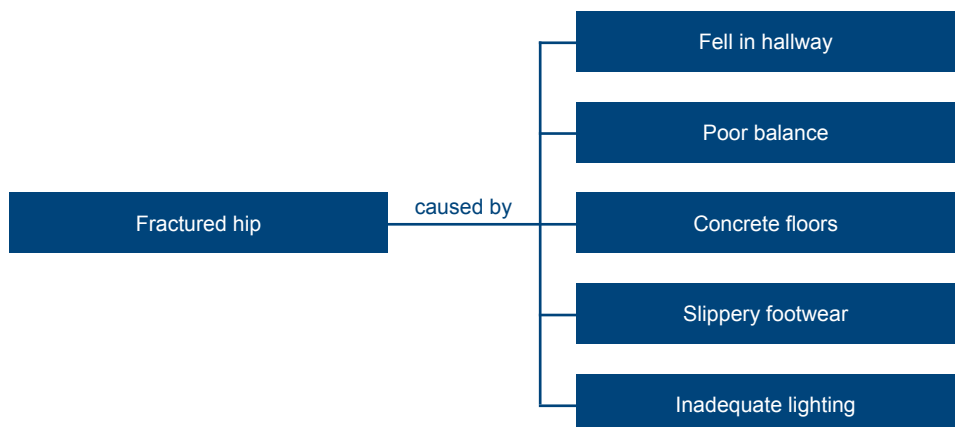 Fell in hallway
Poor balance
Fractured hip
caused by
Concrete floors
Slippery footwear
Inadequate lighting